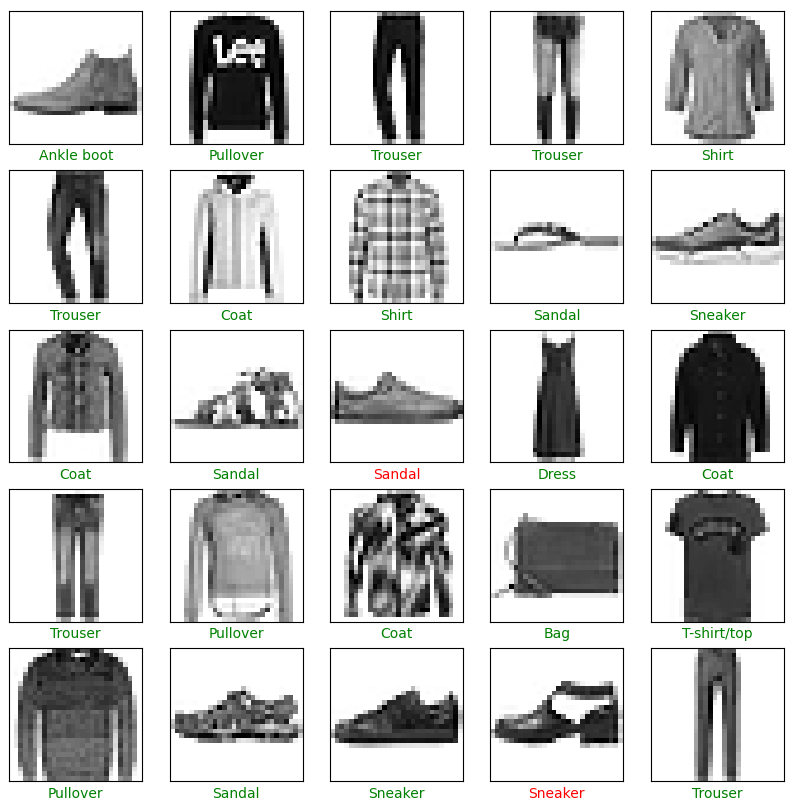 Lee
Ankle boot
Pullover
Trouser
Trouser
Shirt
Trouser
Coat
Shirt
Sandal
Sneaker
Coat
Sandal
Sandal
Dress
Coat
Trouser
Pullover
Coat
Bag
T-shirt/top
Pullover
Sandal
Sneaker
Sneaker
Trouser